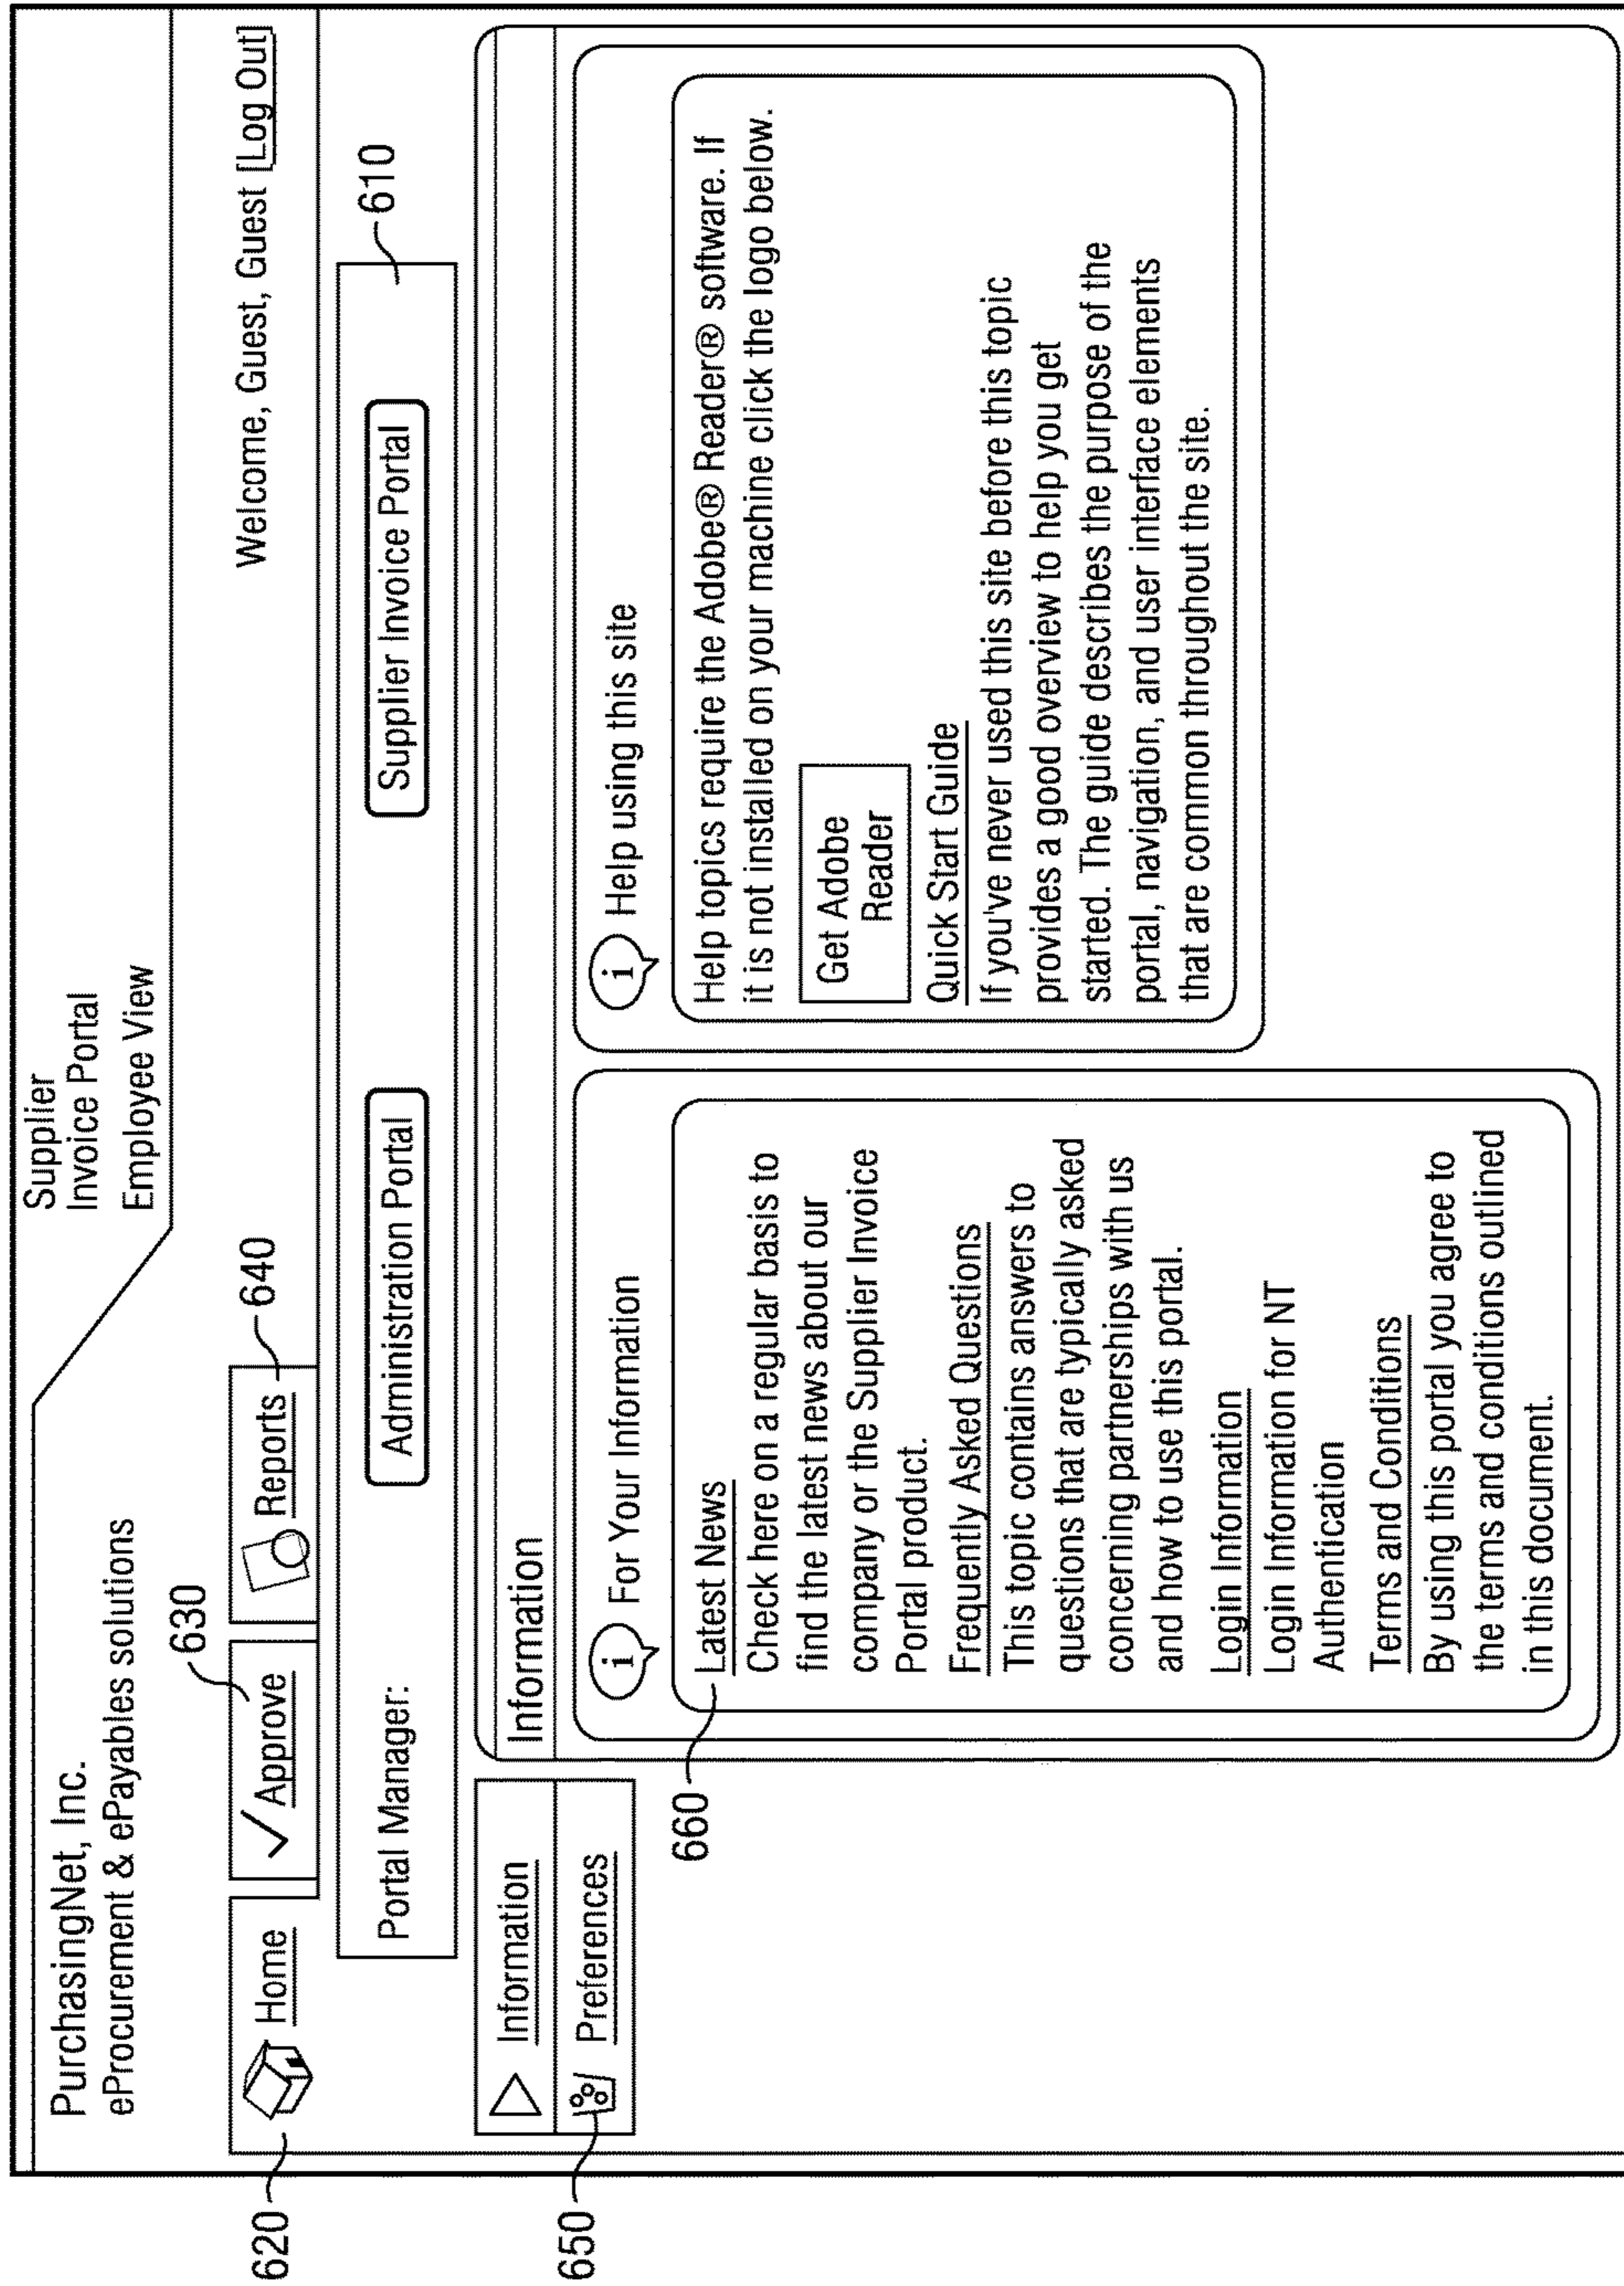 PurchasingNet, Inc.
eProcurement & ePayables solutions
Supplier
Invoice Portal
Employee View
620
Home
630
Approve
640
Reports
Welcome, Guest, Guest [Log Out]
Portal Manager:
Administration Portal
Supplier Invoice Portal
610
Information
650
Preferences
Information
i For Your Information
660
Latest News
Check here on a regular basis to
find the latest news about our
company or the Supplier Invoice
Portal product.
Frequently Asked Questions
This topic contains answers to
questions that are typically asked
concerning partnerships with us
and how to use this portal.
Login Information
Login Information for NT
Authentication
Terms and Conditions
By using this portal you agree to
the terms and conditions outlined
in this document.
i Help using this site
Help topics require the Adobe® Reader® software. If
it is not installed on your machine click the logo below.
Get Adobe
Reader
Quick Start Guide
If you've never used this site before this topic
provides a good overview to help you get
started. The guide describes the purpose of the
portal, navigation, and user interface elements
that are common throughout the site.